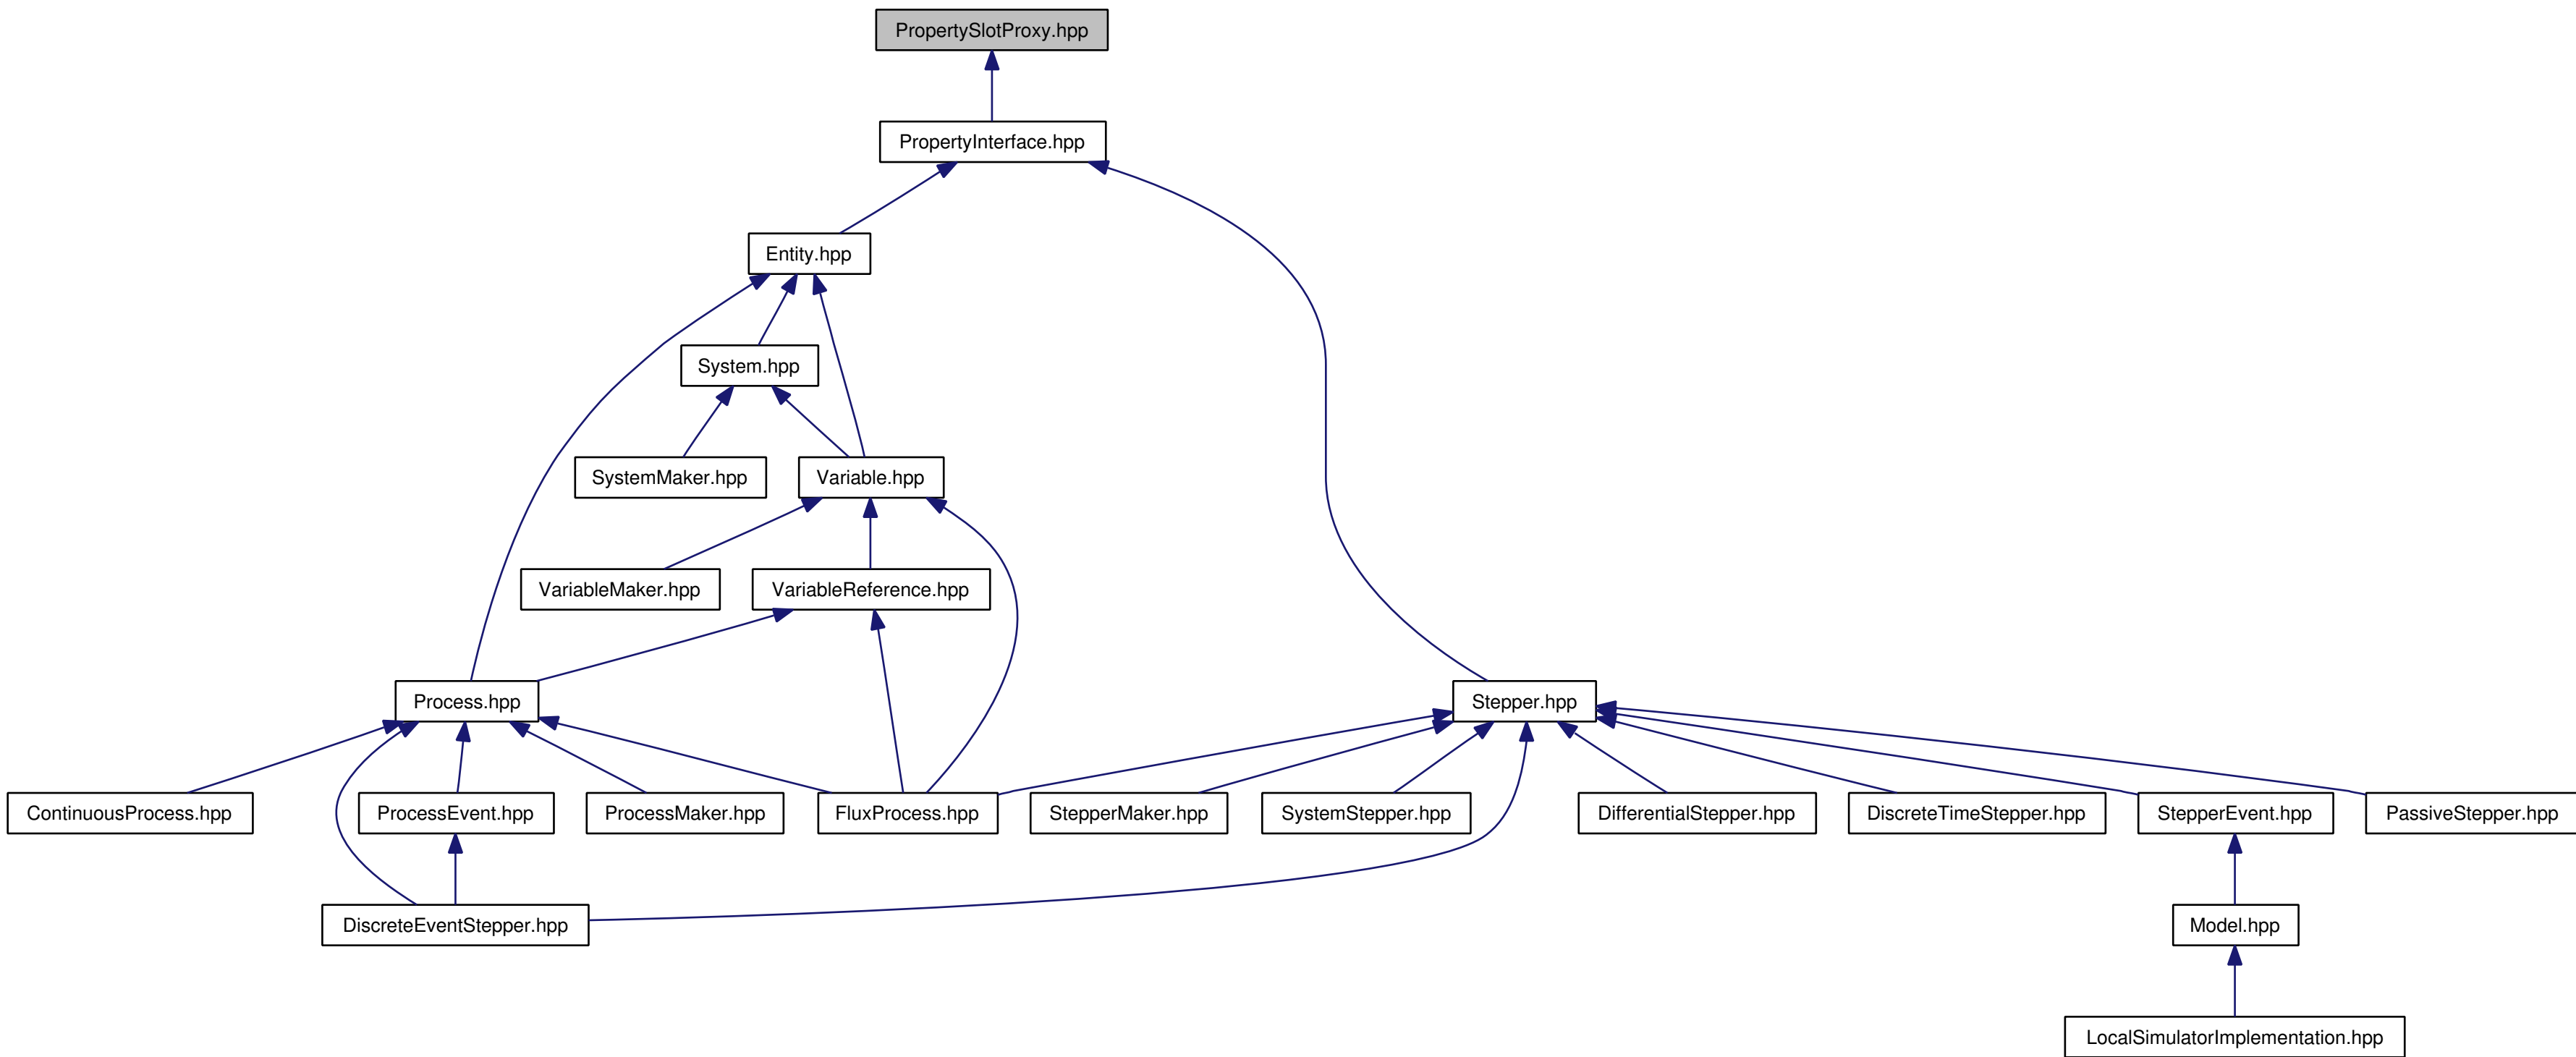 PropertySlotProxy.hpp
PropertyInterface.hpp
Entity.hpp
System.hpp
SystemMaker.hpp
Variable.hpp
VariableMaker.hpp
VariableReference.hpp
Process.hpp
Stepper.hpp
ContinuousProcess.hpp
ProcessEvent.hpp
ProcessMaker.hpp
FluxProcess.hpp
StepperMaker.hpp
SystemStepper.hpp
DifferentialStepper.hpp
DiscreteTimeStepper.hpp
StepperEvent.hpp
PassiveStepper.hpp
DiscreteEventStepper.hpp
Model.hpp
LocalSimulatorImplementation.hpp